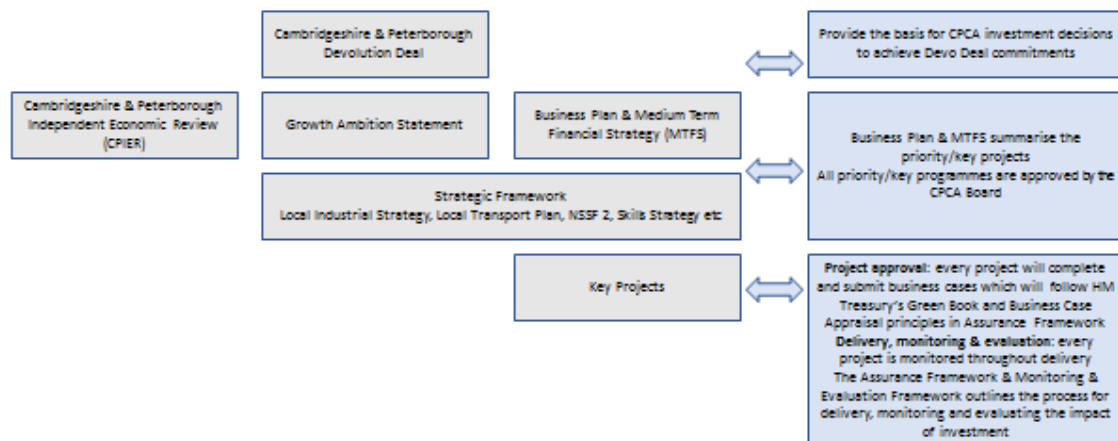 Cambridgeshire & Peterborough
Devolution Deal
Provide the basis for CPCA investment decisions
to achieve Devo Deal commitments
Cambridgeshire & Peterborough
Independent Economic Review
(CPIER)
Growth Ambition Statement
Business Plan & Medium Term
Financial Strategy (MTFS)
Business Plan & MTFS summarise the
priority/key projects
All priority/key programmes are approved by the
CPCA Board
Strategic Framework
Local Industrial Strategy, Local Transport Plan, NSSF 2, Skills Strategy etc
Key Projects
Project approval: every project will complete
and submit business cases which will follow HM
Treasury's Green Book and Business Case
Appraisal principles in Assurance Framework
Delivery, monitoring & evaluation: every
project is monitored throughout delivery
The Assurance Framework & Monitoring &
Evaluation Framework outlines the process for
delivery, monitoring and evaluating the impact
of investment